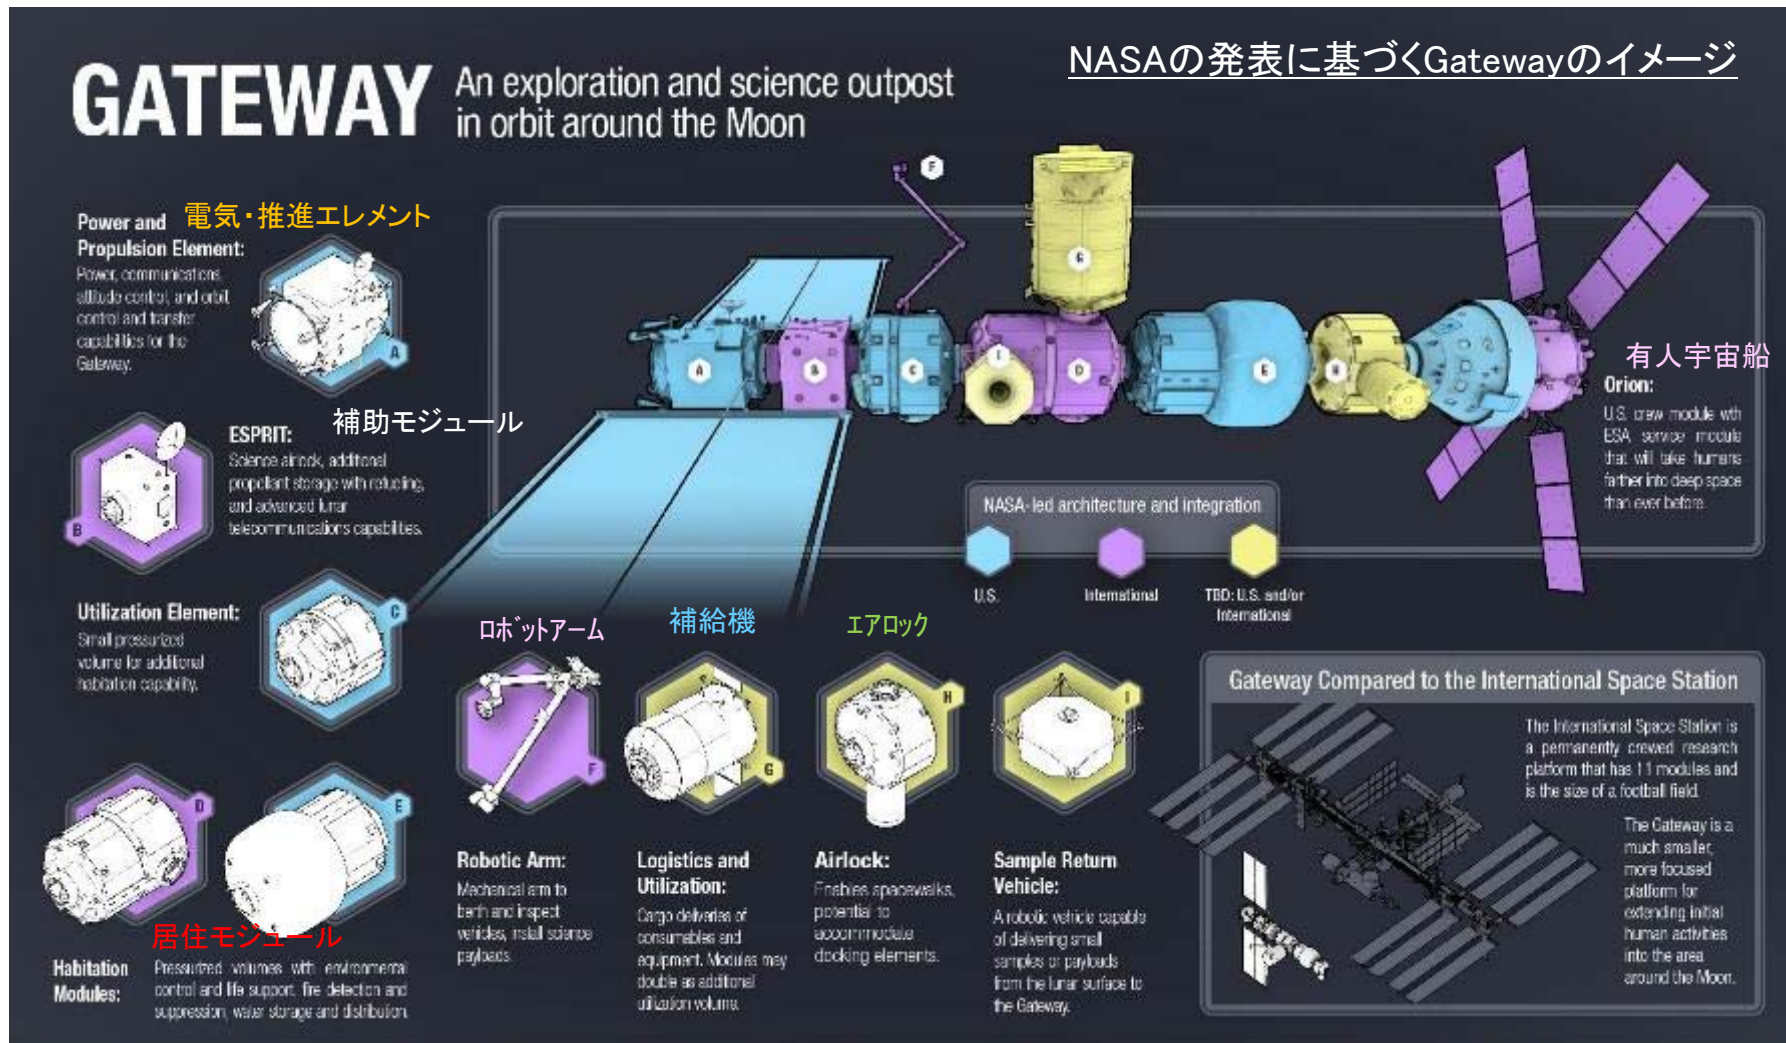 NASAの発表に基づくGatewayのイメージ
GATEWAY
An exploration and science outpost
in orbit around the Moon
Power and
Propulsion Element:
電気・推進エレメント
Power, communications,
attitude control, and orbit
control and transfer
capabilities for the
Gateway.
A
補助モジュール
ESPRIT:
Science airlock, additional
propellant storage with refueling,
and advanced lunar
telecommunications capabilities.
B
Utilization Element:
Small pressurized
volume for additional
habitation capability.
C
D
E
居住モジュール
Habitation
Modules:
Pressurized volumes with environmental
control and life support, fire detection and
suppression, water storage and distribution.
F
G
A
B
C
I
D
E
H
有人宇宙船
Orion:
U.S. crew module with
ESA service module
that will take humans
farther into deep space
than ever before.
NASA-led architecture and integration
U.S.
International
TBD: U.S. and/or
International
ロボットアーム
F
Robotic Arm:
Mechanical arm to
berth and inspect
vehicles, install science
payloads.
補給機
G
Logistics and
Utilization:
Cargo deliveries of
consumables and
equipment. Modules may
double as additional
utilization volume.
エアロック
H
Airlock:
Enables spacewalks,
potential to
accommodate
docking elements.
I
Sample Return
Vehicle:
A robotic vehicle capable
of delivering small
samples or payloads
from the lunar surface to
the Gateway.
Gateway Compared to the International Space Station
The International Space Station is
a permanently crewed research
platform that has 11 modules and
is the size of a football field.
The Gateway is a
much smaller,
more focused
platform for
extending initial
human activities
into the area
around the Moon.